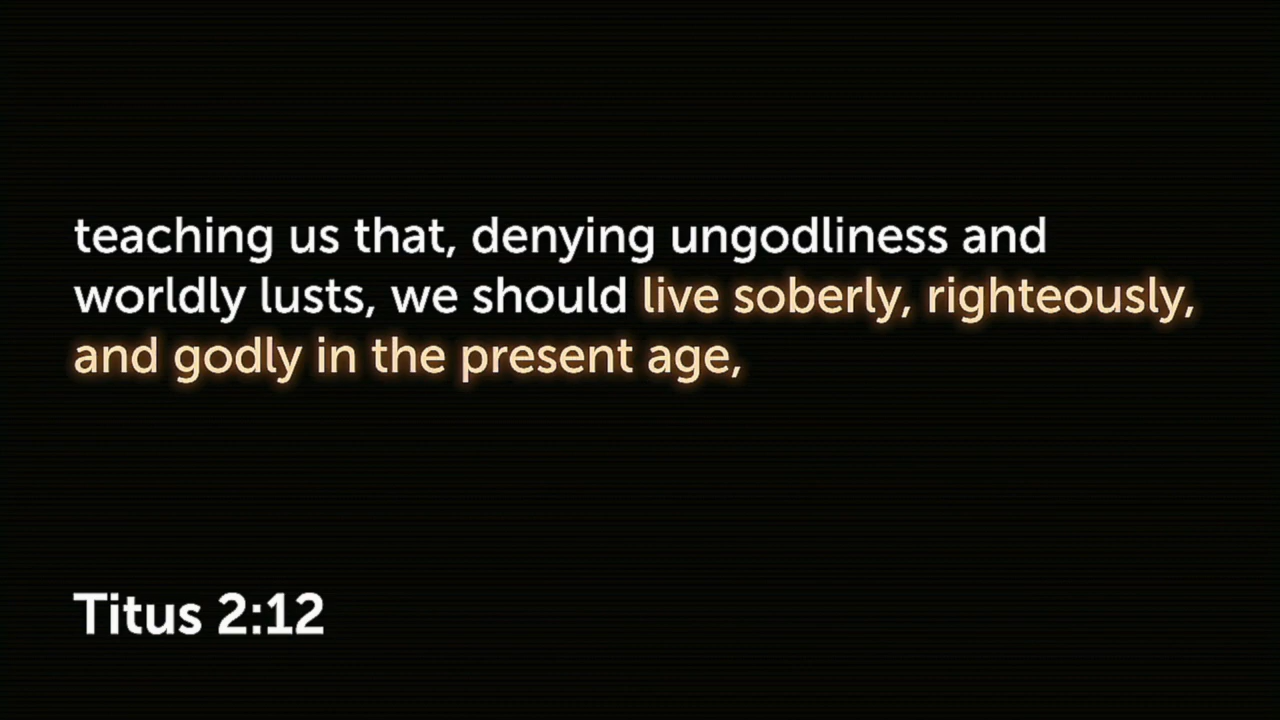 teaching us that, denying ungodliness and
worldly lusts, we should live soberly, righteously,
and godly in the present age,
Titus 2:12